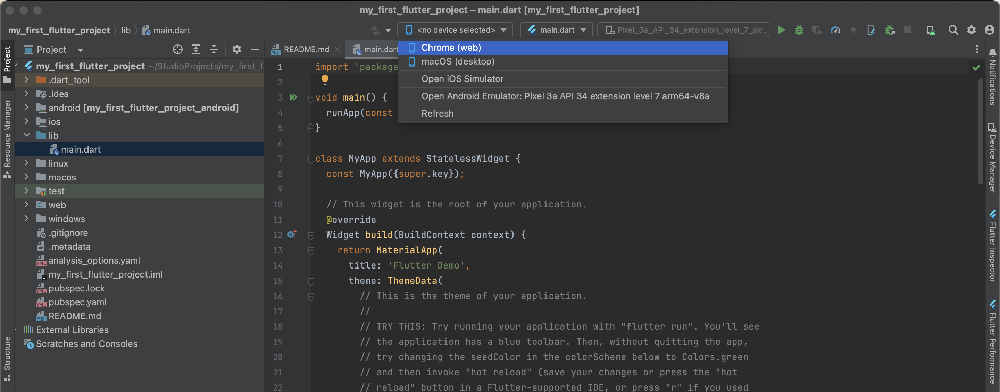 my_first_flutter_project – main.dart [my_first_flutter_project]
my_first_flutter_project lib main.dart
<no device selected> main.dart Pixel_3a_API_34_extension_level_7_ar...
Project
README.md main.dart
Chrome (web)
macOS (desktop)
Open iOS Simulator
Open Android Emulator: Pixel 3a API 34 extension level 7 arm64-v8a
Refresh
Project
Resource Manager
Structure
my_first_flutter_project ~/StudioProjects/my_first_f
.dart_tool
.idea
android [my_first_flutter_project_android]
ios
lib
main.dart
linux
macos
test
web
windows
.gitignore
.metadata
analysis_options.yaml
my_first_flutter_project.iml
pubspec.lock
pubspec.yaml
README.md
External Libraries
Scratches and Consoles
1 import 'package
2
3 void main() {
4 runApp(const
5 }
6
7 class MyApp extends StatelessWidget {
8 const MyApp({super.key});
9
10 // This widget is the root of your application.
11 @override
12 Widget build(BuildContext context) {
13 return MaterialApp(
14 title: 'Flutter Demo',
15 theme: ThemeData(
16 // This is the theme of your application.
17 //
18 // TRY THIS: Try running your application with "flutter run". You'll see
19 // the application has a blue toolbar. Then, without quitting the app,
20 // try changing the seedColor in the colorScheme below to Colors.green
21 // and then invoke "hot reload" (save your changes or press the "hot
22 // reload" button in a Flutter-supported IDE, or press "r" if you used
Notifications
Device Manager
Flutter Inspector
Flutter Performance